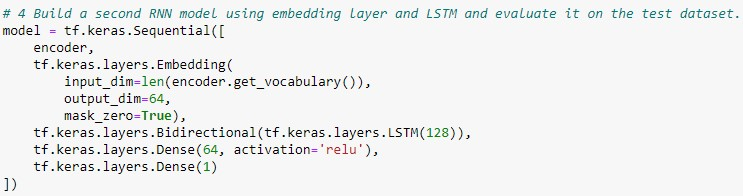 # 4 Build a second RNN model using embedding layer and LSTM and evaluate it on the test dataset.
model = tf.keras.Sequential([
    encoder,
    tf.keras.layers.Embedding(
        input_dim=len(encoder.get_vocabulary()),
        output_dim=64,
        mask_zero=True),
    tf.keras.layers.Bidirectional(tf.keras.layers.LSTM(128)),
    tf.keras.layers.Dense(64, activation='relu'),
    tf.keras.layers.Dense(1)
])